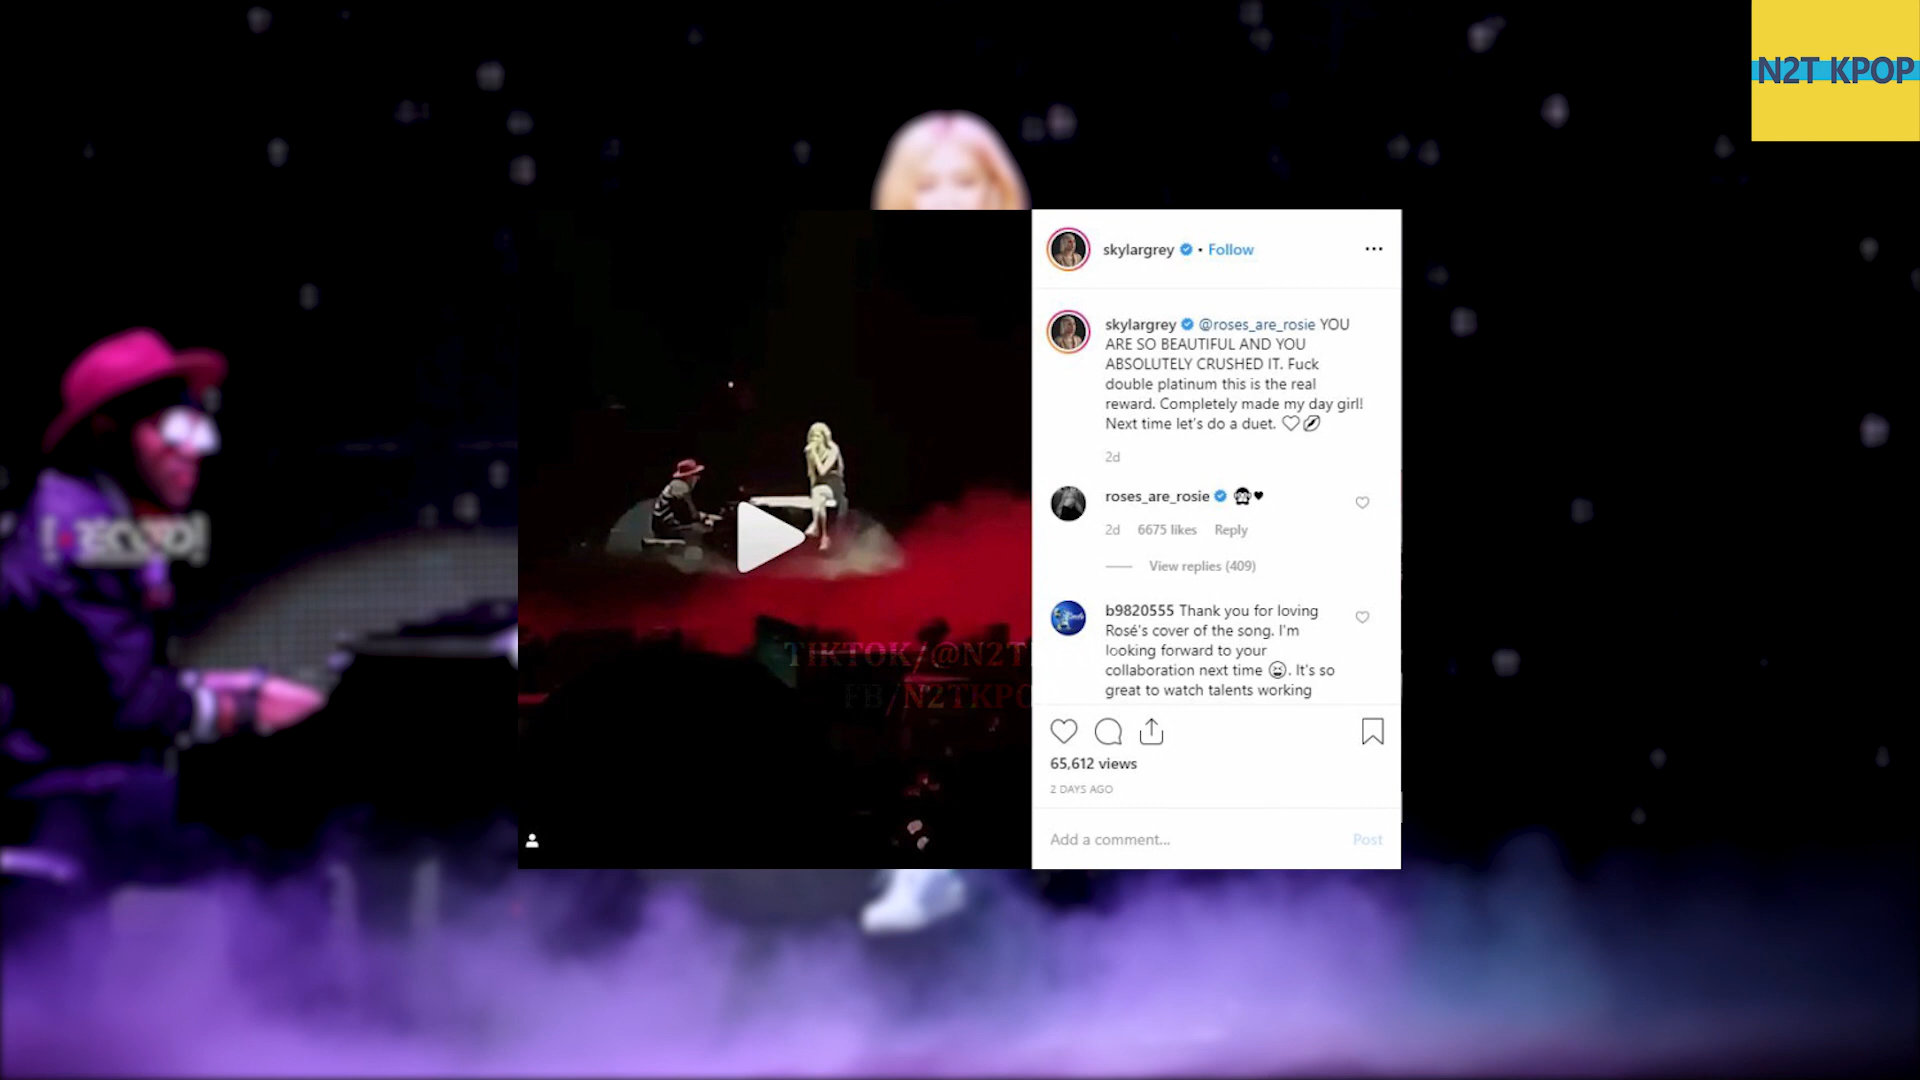 N2T KPOP
skylargrey • Follow
skylargrey @roses_are_rosie YOU
ARE SO BEAUTIFUL AND YOU
ABSOLUTELY CRUSHED IT. Fuck
double platinum this is the real
reward. Completely made my day girl!
Next time let's do a duet.
2d
roses_are_rosie
2d 6675 likes Reply
View replies (409)
b9820555 Thank you for loving
Rosé's cover of the song. I'm
looking forward to your
collaboration next time. It's so
great to watch talents working
65,612 views
2 DAYS AGO
Add a comment... Post
TIKTOK/@N2T
FB/N2TKPO